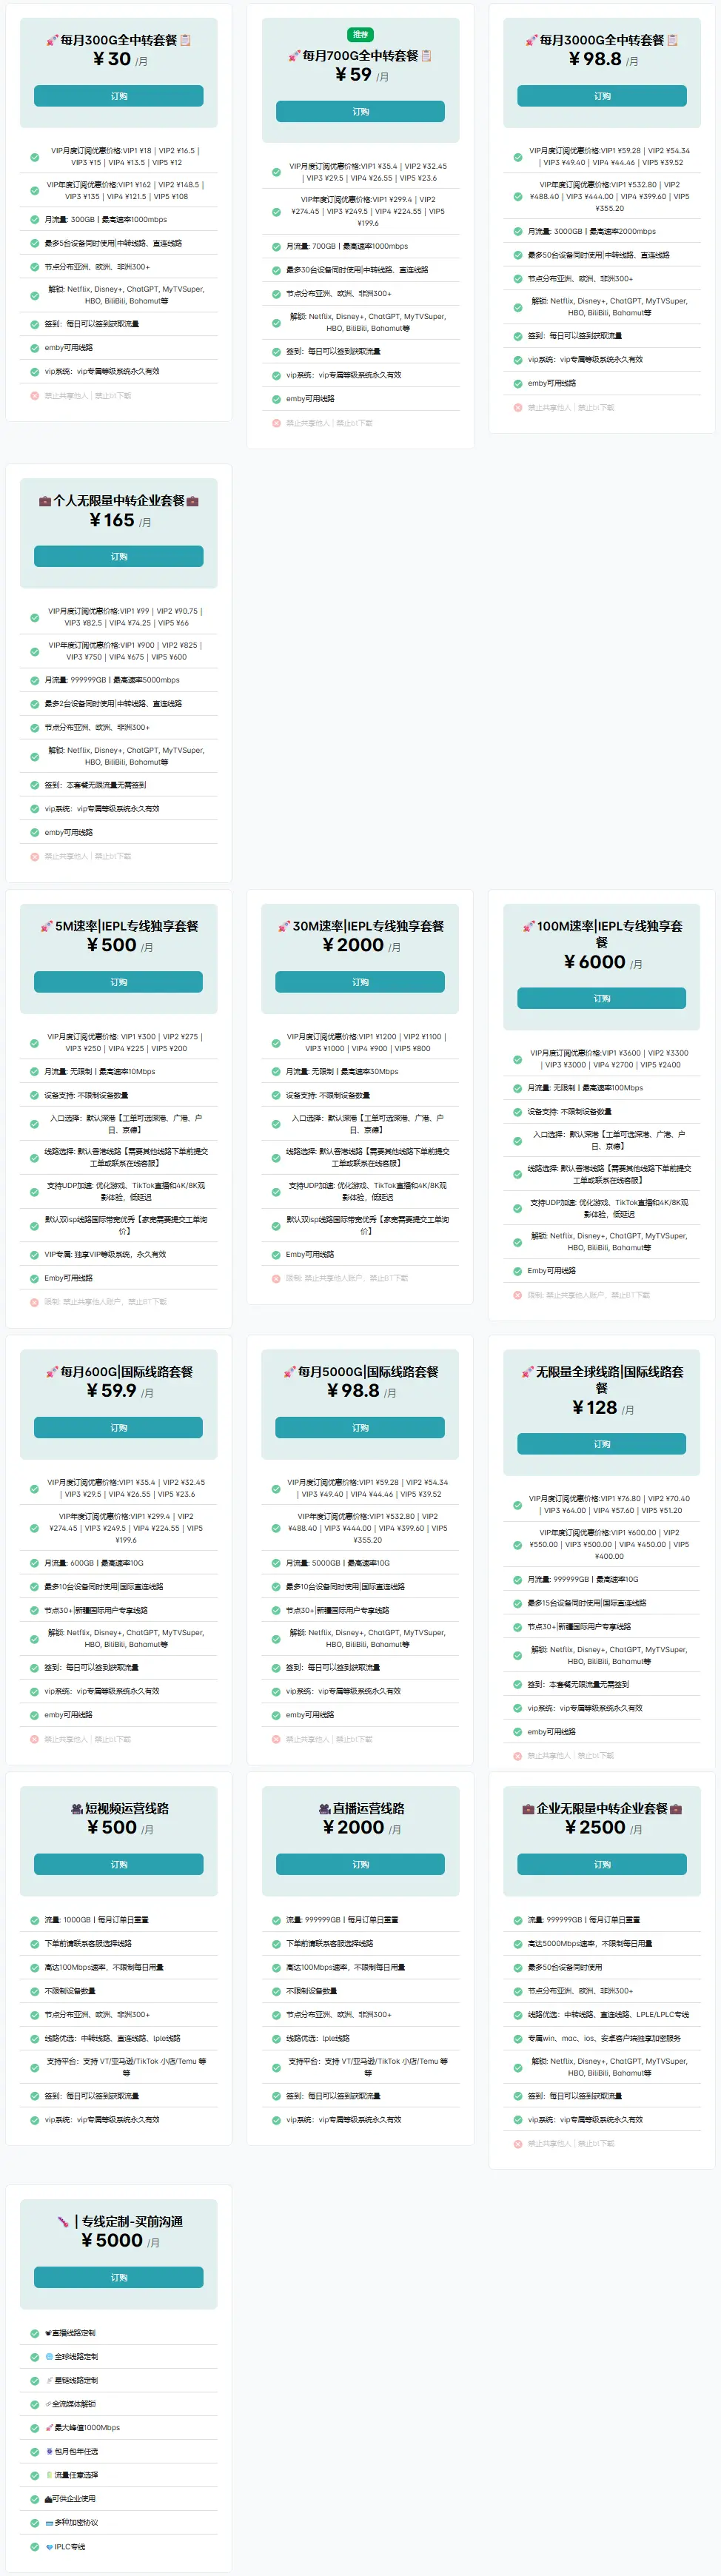 🚀每月300G全中转套餐📋
¥30 /月
订购
VIP月度订阅优惠价格:VIP1 ¥18 | VIP2 ¥16.5 |
VIP3 ¥15 | VIP4 ¥13.5 | VIP5 ¥12
VIP年度订阅优惠价格:VIP1 ¥162 | VIP2 ¥148.5 |
VIP3 ¥135 | VIP4 ¥121.5 | VIP5 ¥108
月流量: 300GB丨最高速率1000mbps
最多5台设备同时使用|中转线路、直连线路
节点分布亚洲、欧洲、非洲300+
解锁: Netflix, Disney+, ChatGPT, MyTVSuper,
HBO, BiliBili, Bahamut等
签到：每日可以签到获取流量
emby可用线路
vip系统：vip专属等级系统永久有效
禁止共享他人 | 禁止bt下载
推荐
🚀每月700G全中转套餐📋
¥59 /月
订购
VIP月度订阅优惠价格:VIP1 ¥35.4 | VIP2 ¥32.45
| VIP3 ¥29.5 | VIP4 ¥26.55 | VIP5 ¥23.6
VIP年度订阅优惠价格:VIP1 ¥299.4 | VIP2
¥274.45 | VIP3 ¥249.5 | VIP4 ¥224.55 | VIP5
¥199.6
月流量: 700GB丨最高速率1000mbps
最多30台设备同时使用|中转线路、直连线路
节点分布亚洲、欧洲、非洲300+
解锁: Netflix, Disney+, ChatGPT, MyTVSuper,
HBO, BiliBili, Bahamut等
签到：每日可以签到获取流量
vip系统：vip专属等级系统永久有效
emby可用线路
禁止共享他人 | 禁止bt下载
🚀每月3000G全中转套餐📋
¥98.8 /月
订购
VIP月度订阅优惠价格:VIP1 ¥59.28 | VIP2 ¥54.34
| VIP3 ¥49.40 | VIP4 ¥44.46 | VIP5 ¥39.52
VIP年度订阅优惠价格:VIP1 ¥532.80 | VIP2
¥488.40 | VIP3 ¥444.00 | VIP4 ¥399.60 | VIP5
¥355.20
月流量: 3000GB丨最高速率2000mbps
最多50台设备同时使用|中转线路、直连线路
节点分布亚洲、欧洲、非洲300+
解锁: Netflix, Disney+, ChatGPT, MyTVSuper,
HBO, BiliBili, Bahamut等
签到：每日可以签到获取流量
vip系统：vip专属等级系统永久有效
emby可用线路
禁止共享他人 | 禁止bt下载
💼个人无限量中转企业套餐💼
¥165 /月
订购
VIP月度订阅优惠价格:VIP1 ¥99 | VIP2 ¥90.75 |
VIP3 ¥82.5 | VIP4 ¥74.25 | VIP5 ¥66
VIP年度订阅优惠价格:VIP1 ¥900 | VIP2 ¥825 |
VIP3 ¥750 | VIP4 ¥675 | VIP5 ¥600
月流量: 999999GB丨最高速率5000mbps
最多2台设备同时使用|中转线路、直连线路
节点分布亚洲、欧洲、非洲300+
解锁: Netflix, Disney+, ChatGPT, MyTVSuper,
HBO, BiliBili, Bahamut等
签到：本套餐无限流量无需签到
vip系统：vip专属等级系统永久有效
emby可用线路
禁止共享他人 | 禁止bt下载
🚀5M速率|IEPL专线独享套餐
¥500 /月
订购
VIP月度订阅优惠价格: VIP1 ¥300 | VIP2 ¥275 |
VIP3 ¥250 | VIP4 ¥225 | VIP5 ¥200
月流量: 无限制丨最高速率10Mbps
设备支持: 不限制设备数量
入口选择：默认深港【工单可选深港、广港、户
日、京德】
线路选择: 默认香港线路【需要其他线路下单前提交
工单或联系在线客服】
支持UDP加速: 优化游戏、TikTok直播和4K/8K观
影体验，低延迟
默认双isp线路国际带宽优秀【家宽需要提交工单询
价】
VIP专属: 独享VIP等级系统，永久有效
Emby可用线路
限制: 禁止共享他人账户，禁止BT下载
🚀30M速率|IEPL专线独享套餐
¥2000 /月
订购
VIP月度订阅优惠价格:VIP1 ¥1200 | VIP2 ¥1100 |
VIP3 ¥1000 | VIP4 ¥900 | VIP5 ¥800
月流量: 无限制丨最高速率30Mbps
设备支持: 不限制设备数量
入口选择：默认深港【工单可选深港、广港、户
日、京德】
线路选择: 默认香港线路【需要其他线路下单前提交
工单或联系在线客服】
支持UDP加速: 优化游戏、TikTok直播和4K/8K观
影体验，低延迟
默认双isp线路国际带宽优秀【家宽需要提交工单询
价】
Emby可用线路
限制: 禁止共享他人账户，禁止BT下载
🚀100M速率|IEPL专线独享套
餐
¥6000 /月
订购
VIP月度订阅优惠价格:VIP1 ¥3600 | VIP2 ¥3300
| VIP3 ¥3000 | VIP4 ¥2700 | VIP5 ¥2400
月流量: 无限制丨最高速率100Mbps
设备支持: 不限制设备数量
入口选择：默认深港【工单可选深港、广港、户
日、京德】
线路选择: 默认香港线路【需要其他线路下单前提交
工单或联系在线客服】
支持UDP加速: 优化游戏、TikTok直播和4K/8K观
影体验，低延迟
解锁: Netflix, Disney+, ChatGPT, MyTVSuper,
HBO, BiliBili, Bahamut等
Emby可用线路
限制: 禁止共享他人账户，禁止BT下载
🚀每月600G|国际线路套餐
¥59.9 /月
订购
VIP月度订阅优惠价格:VIP1 ¥35.4 | VIP2 ¥32.45
| VIP3 ¥29.5 | VIP4 ¥26.55 | VIP5 ¥23.6
VIP年度订阅优惠价格:VIP1 ¥299.4 | VIP2
¥274.45 | VIP3 ¥249.5 | VIP4 ¥224.55 | VIP5
¥199.6
月流量: 600GB丨最高速率10G
最多10台设备同时使用|国际直连线路
节点30+|新疆国际用户专享线路
解锁: Netflix, Disney+, ChatGPT, MyTVSuper,
HBO, BiliBili, Bahamut等
签到：每日可以签到获取流量
vip系统：vip专属等级系统永久有效
emby可用线路
禁止共享他人 | 禁止bt下载
🚀每月5000G|国际线路套餐
¥98.8 /月
订购
VIP月度订阅优惠价格:VIP1 ¥59.28 | VIP2 ¥54.34
| VIP3 ¥49.40 | VIP4 ¥44.46 | VIP5 ¥39.52
VIP年度订阅优惠价格:VIP1 ¥532.80 | VIP2
¥488.40 | VIP3 ¥444.00 | VIP4 ¥399.60 | VIP5
¥355.20
月流量: 5000GB丨最高速率10G
最多10台设备同时使用|国际直连线路
节点30+|新疆国际用户专享线路
解锁: Netflix, Disney+, ChatGPT, MyTVSuper,
HBO, BiliBili, Bahamut等
签到：每日可以签到获取流量
vip系统：vip专属等级系统永久有效
emby可用线路
禁止共享他人 | 禁止bt下载
🚀无限量全球线路|国际线路套
餐
¥128 /月
订购
VIP月度订阅优惠价格:VIP1 ¥76.80 | VIP2 ¥70.40
| VIP3 ¥64.00 | VIP4 ¥57.60 | VIP5 ¥51.20
VIP年度订阅优惠价格:VIP1 ¥600.00 | VIP2
¥550.00 | VIP3 ¥500.00 | VIP4 ¥450.00 | VIP5
¥400.00
月流量: 999999GB丨最高速率10G
最多15台设备同时使用|国际直连线路
节点30+|新疆国际用户专享线路
解锁: Netflix, Disney+, ChatGPT, MyTVSuper,
HBO, BiliBili, Bahamut等
签到：本套餐无限流量无需签到
vip系统：vip专属等级系统永久有效
emby可用线路
禁止共享他人 | 禁止bt下载
🎥短视频运营线路
¥500 /月
订购
流量: 1000GB丨每月订单日重置
下单前请联系客服选择线路
高达100Mbps速率，不限制每日用量
不限制设备数量
节点分布亚洲、欧洲、非洲300+
线路优选：中转线路、直连线路、lple线路
支持平台：支持 VT/亚马逊/TikTok 小店/Temu 等
等
签到：每日可以签到获取流量
vip系统：vip专属等级系统永久有效
🎥直播运营线路
¥2000 /月
订购
流量: 999999GB丨每月订单日重置
下单前请联系客服选择线路
高达100Mbps速率，不限制每日用量
不限制设备数量
节点分布亚洲、欧洲、非洲300+
线路优选：lple线路
支持平台：支持 VT/亚马逊/TikTok 小店/Temu 等
等
签到：每日可以签到获取流量
vip系统：vip专属等级系统永久有效
💼企业无限量中转企业套餐💼
¥2500 /月
订购
流量: 999999GB丨每月订单日重置
高达5000Mbps速率，不限制每日用量
最多50台设备同时使用
节点分布亚洲、欧洲、非洲300+
线路优选：中转线路、直连线路、LPLE/LPLC专线
专属win、mac、ios、安卓客户端独享加密服务
解锁: Netflix, Disney+, ChatGPT, MyTVSuper,
HBO, BiliBili, Bahamut等
签到：每日可以签到获取流量
vip系统：vip专属等级系统永久有效
禁止共享他人 | 禁止bt下载
| 专线定制-买前沟通
¥5000 /月
订购
直播线路定制
🌐全球线路定制
星链线路定制
全流媒体解锁
🚀最大峰值1000Mbps
包月包年任选
🔋流量任意选择
可供企业使用
多种加密协议
💎IPLC专线